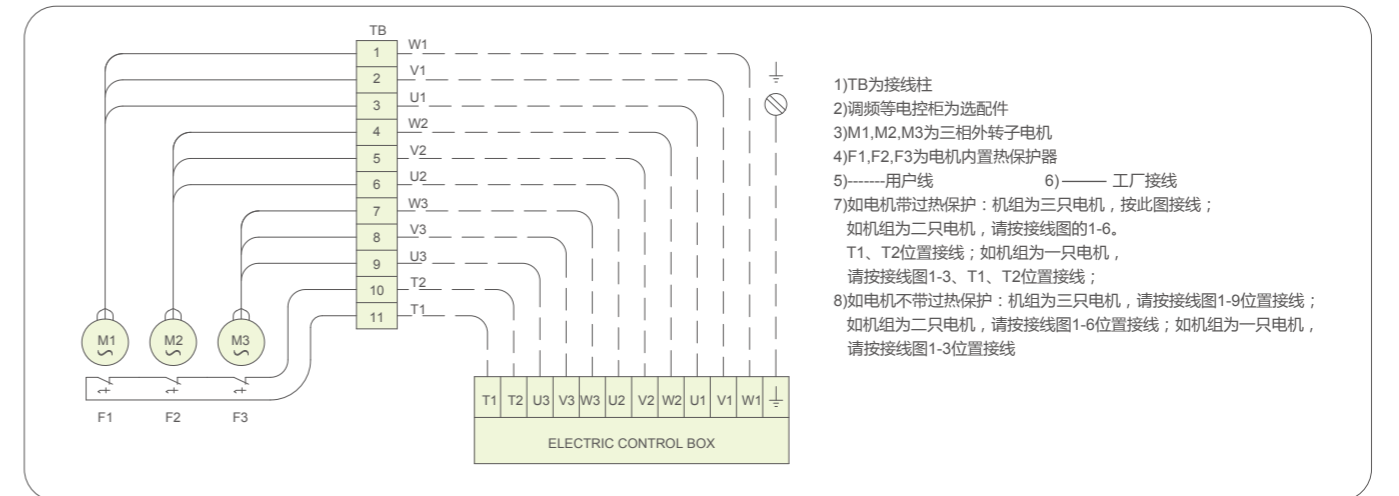 TB
1 W1
2 V1
3 U1
4 W2
5 V2
6 U2
7 W3
8 V3
9 U3
10 T2
11 T1
M1 M2 M3
F1 F2 F3
T1 T2 U3 V3 W3 U2 V2 W2 U1 V1 W1
ELECTRIC CONTROL BOX
1)TB为接线柱
2)调频等电控柜为选配件
3)M1,M2,M3为三相外转子电机
4)F1,F2,F3为电机内置热保护器
5)-------用户线 6)——— 工厂接线
7)如电机带过热保护：机组为三只电机，按此图接线；
如机组为二只电机，请按接线图的1-6。
T1、T2位置接线；如机组为一只电机，
请按接线图1-3、T1、T2位置接线；
8)如电机不带过热保护：机组为三只电机，请按接线图1-9位置接线；
如机组为二只电机，请按接线图1-6位置接线；如机组为一只电机，
请按接线图1-3位置接线